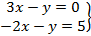 3x − y = 0
−2x − y = 5}